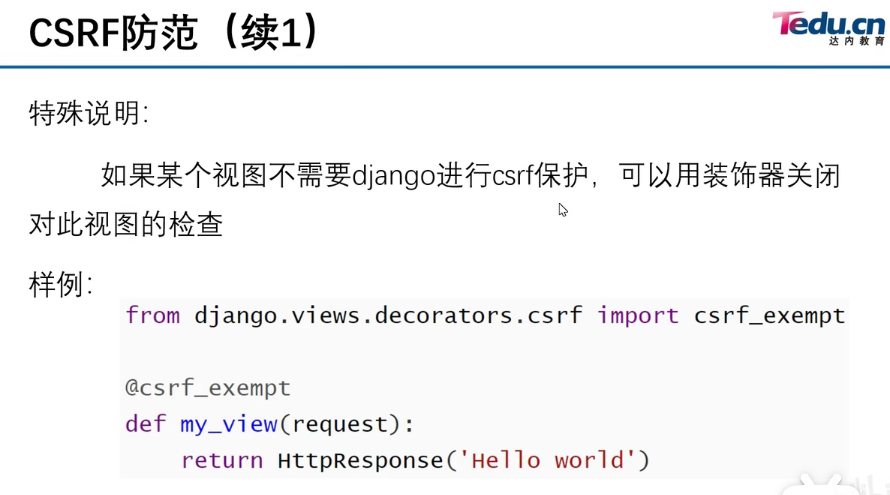 CSRF防范（续1）
Tedu.cn
达内教育
特殊说明：
如果某个视图不需要django进行csrf保护，可以用装饰器关闭
对此视图的检查
样例：
from django.views.decorators.csrf import csrf_exempt
@csrf_exempt
def my_view(request):
    return HttpResponse('Hello world')